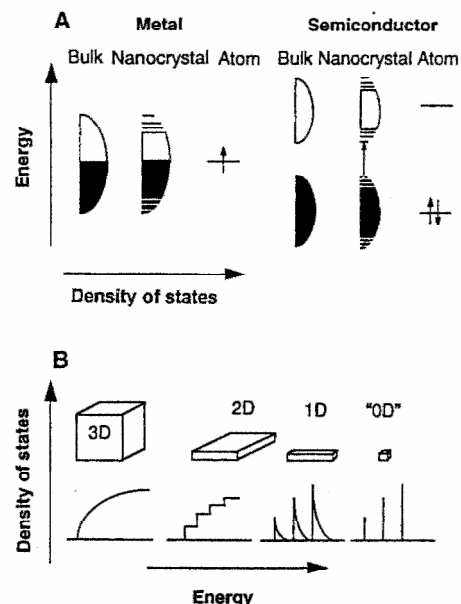 A
Metal
Semiconductor
Bulk Nanocrystal Atom
Bulk Nanocrystal Atom
Energy
Density of states
B
3D
2D
1D
"0D"
Density of states
Energy